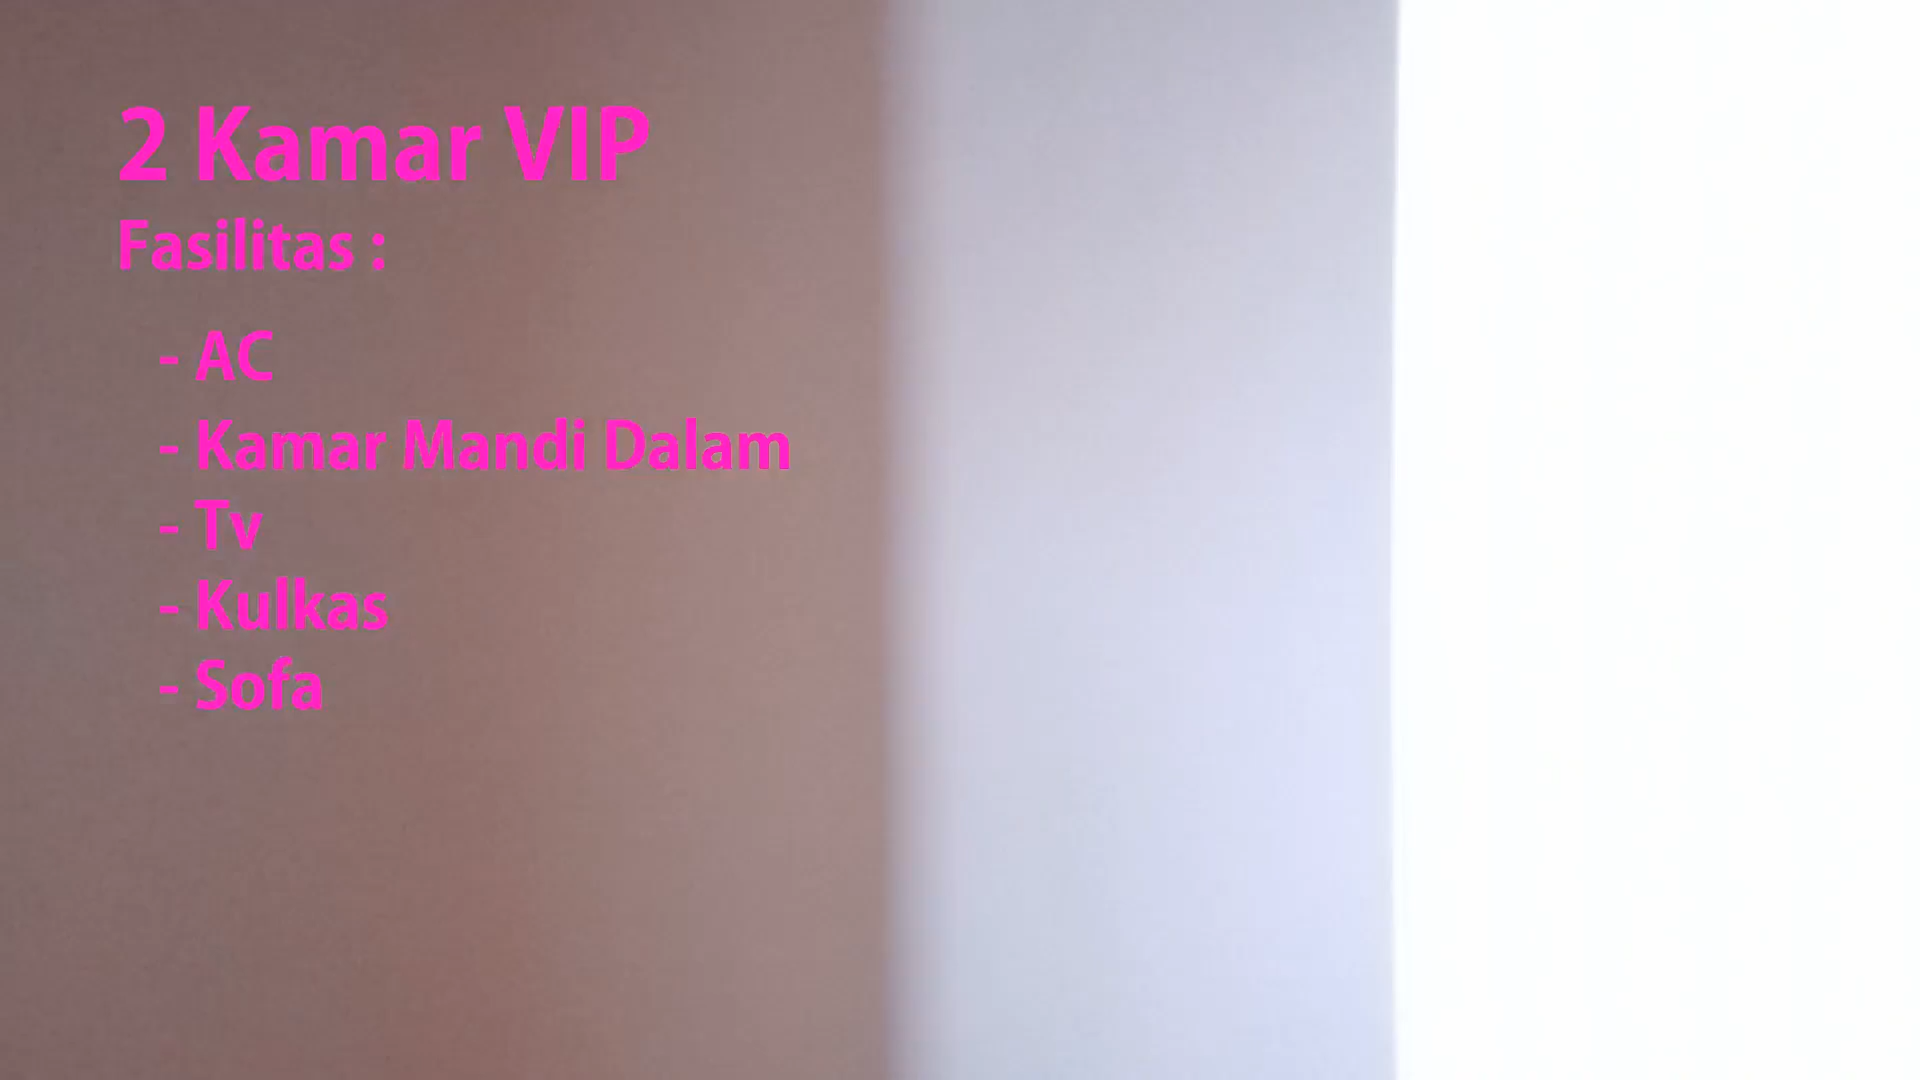 2 Kamar VIP
Fasilitas :
- AC
- Kamar Mandi Dalam
- Tv
- Kulkas
- Sofa